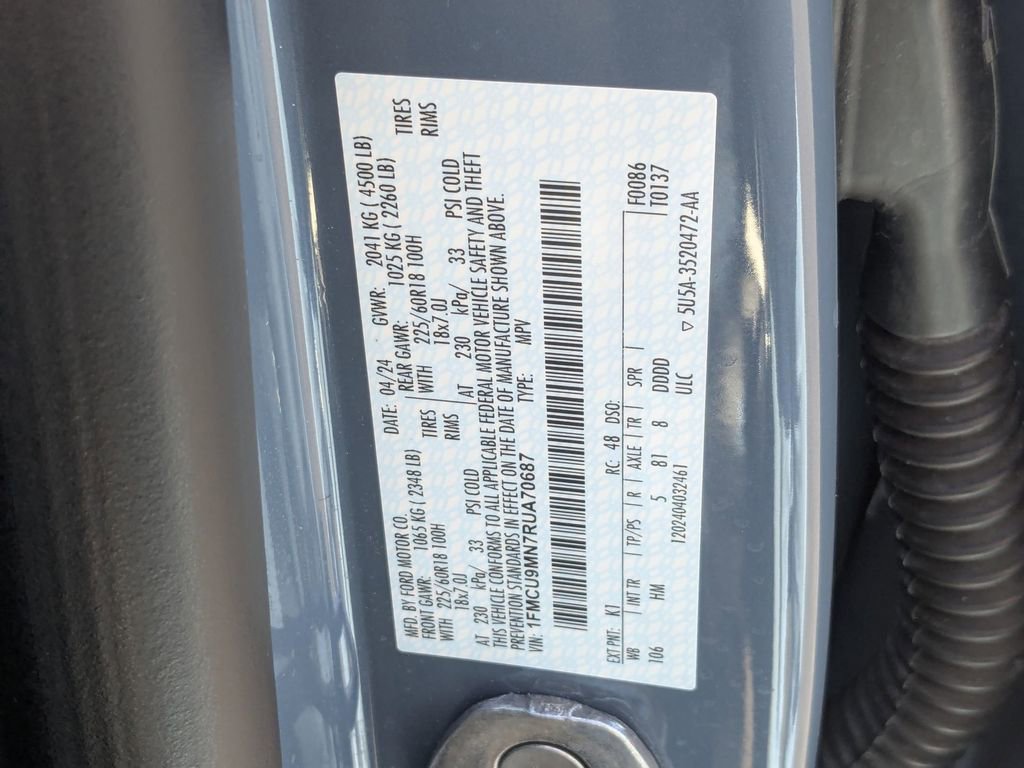 MFD. BY FORD MOTOR CO. DATE: 04/24 GVWR: 2041 KG ( 4500 LB)
FRONT GAWR: 1065 KG ( 2348 LB) REAR GAWR: 1025 KG ( 2260 LB)
WITH 225/60R18 100H TIRES WITH 225/60R18 100H TIRES
18x7.0J RIMS 18x7.0J RIMS
AT 230 kPa/ 33 PSI COLD AT 230 kPa/ 33 PSI COLD
THIS VEHICLE CONFORMS TO ALL APPLICABLE FEDERAL MOTOR VEHICLE SAFETY AND THEFT
PREVENTION STANDARDS IN EFFECT ON THE DATE OF MANUFACTURE SHOWN ABOVE.
VIN: 1FMCU9MN7RUA70687 TYPE: MPV
EXT PNT: K1 RC: 48 DSO: F0086
WB | INT TR | TP/PS | R | AXLE | TR | SPR | T0137
106 HM 5 81 8 DDDD
12024040324​61 ULC ▽ 5U5A-3520472-AA